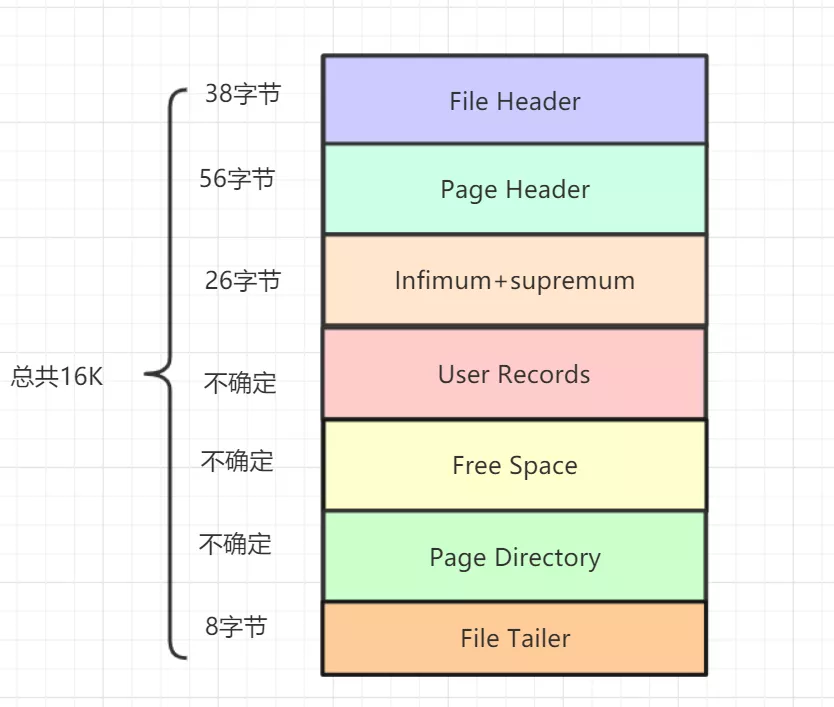 38字节
File Header
56字节
Page Header
26字节
Infimum+supremum
总共16K
不确定
User Records
不确定
Free Space
不确定
Page Directory
8字节
File Tailer